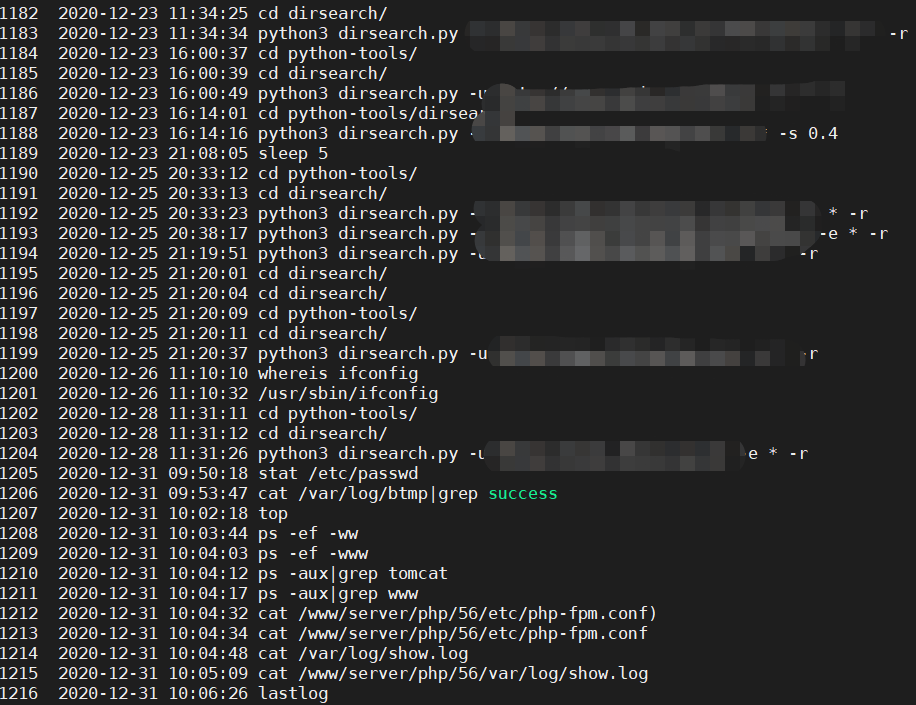 1182 2020-12-23 11:34:25 cd dirsearch/
1183 2020-12-23 11:34:34 python3 dirsearch.py -r
1184 2020-12-23 16:00:37 cd python-tools/
1185 2020-12-23 16:00:39 cd dirsearch/
1186 2020-12-23 16:00:49 python3 dirsearch.py -u
1187 2020-12-23 16:14:01 cd python-tools/dirsear
1188 2020-12-23 16:14:16 python3 dirsearch.py - * -s 0.4
1189 2020-12-23 21:08:05 sleep 5
1190 2020-12-25 20:33:12 cd python-tools/
1191 2020-12-25 20:33:13 cd dirsearch/
1192 2020-12-25 20:33:23 python3 dirsearch.py - * -r
1193 2020-12-25 20:38:17 python3 dirsearch.py - -e * -r
1194 2020-12-25 21:19:51 python3 dirsearch.py -u -r
1195 2020-12-25 21:20:01 cd dirsearch/
1196 2020-12-25 21:20:04 cd dirsearch/
1197 2020-12-25 21:20:09 cd python-tools/
1198 2020-12-25 21:20:11 cd dirsearch/
1199 2020-12-25 21:20:37 python3 dirsearch.py -u -r
1200 2020-12-26 11:10:10 whereis ifconfig
1201 2020-12-26 11:10:32 /usr/sbin/ifconfig
1202 2020-12-28 11:31:11 cd python-tools/
1203 2020-12-28 11:31:12 cd dirsearch/
1204 2020-12-28 11:31:26 python3 dirsearch.py -u e * -r
1205 2020-12-31 09:50:18 stat /etc/passwd
1206 2020-12-31 09:53:47 cat /var/log/btmp|grep success
1207 2020-12-31 10:02:18 top
1208 2020-12-31 10:03:44 ps -ef -ww
1209 2020-12-31 10:04:03 ps -ef -www
1210 2020-12-31 10:04:12 ps -aux|grep tomcat
1211 2020-12-31 10:04:17 ps -aux|grep www
1212 2020-12-31 10:04:32 cat /www/server/php/56/etc/php-fpm.conf)
1213 2020-12-31 10:04:34 cat /www/server/php/56/etc/php-fpm.conf
1214 2020-12-31 10:04:48 cat /var/log/show.log
1215 2020-12-31 10:05:09 cat /www/server/php/56/var/log/show.log
1216 2020-12-31 10:06:26 lastlog